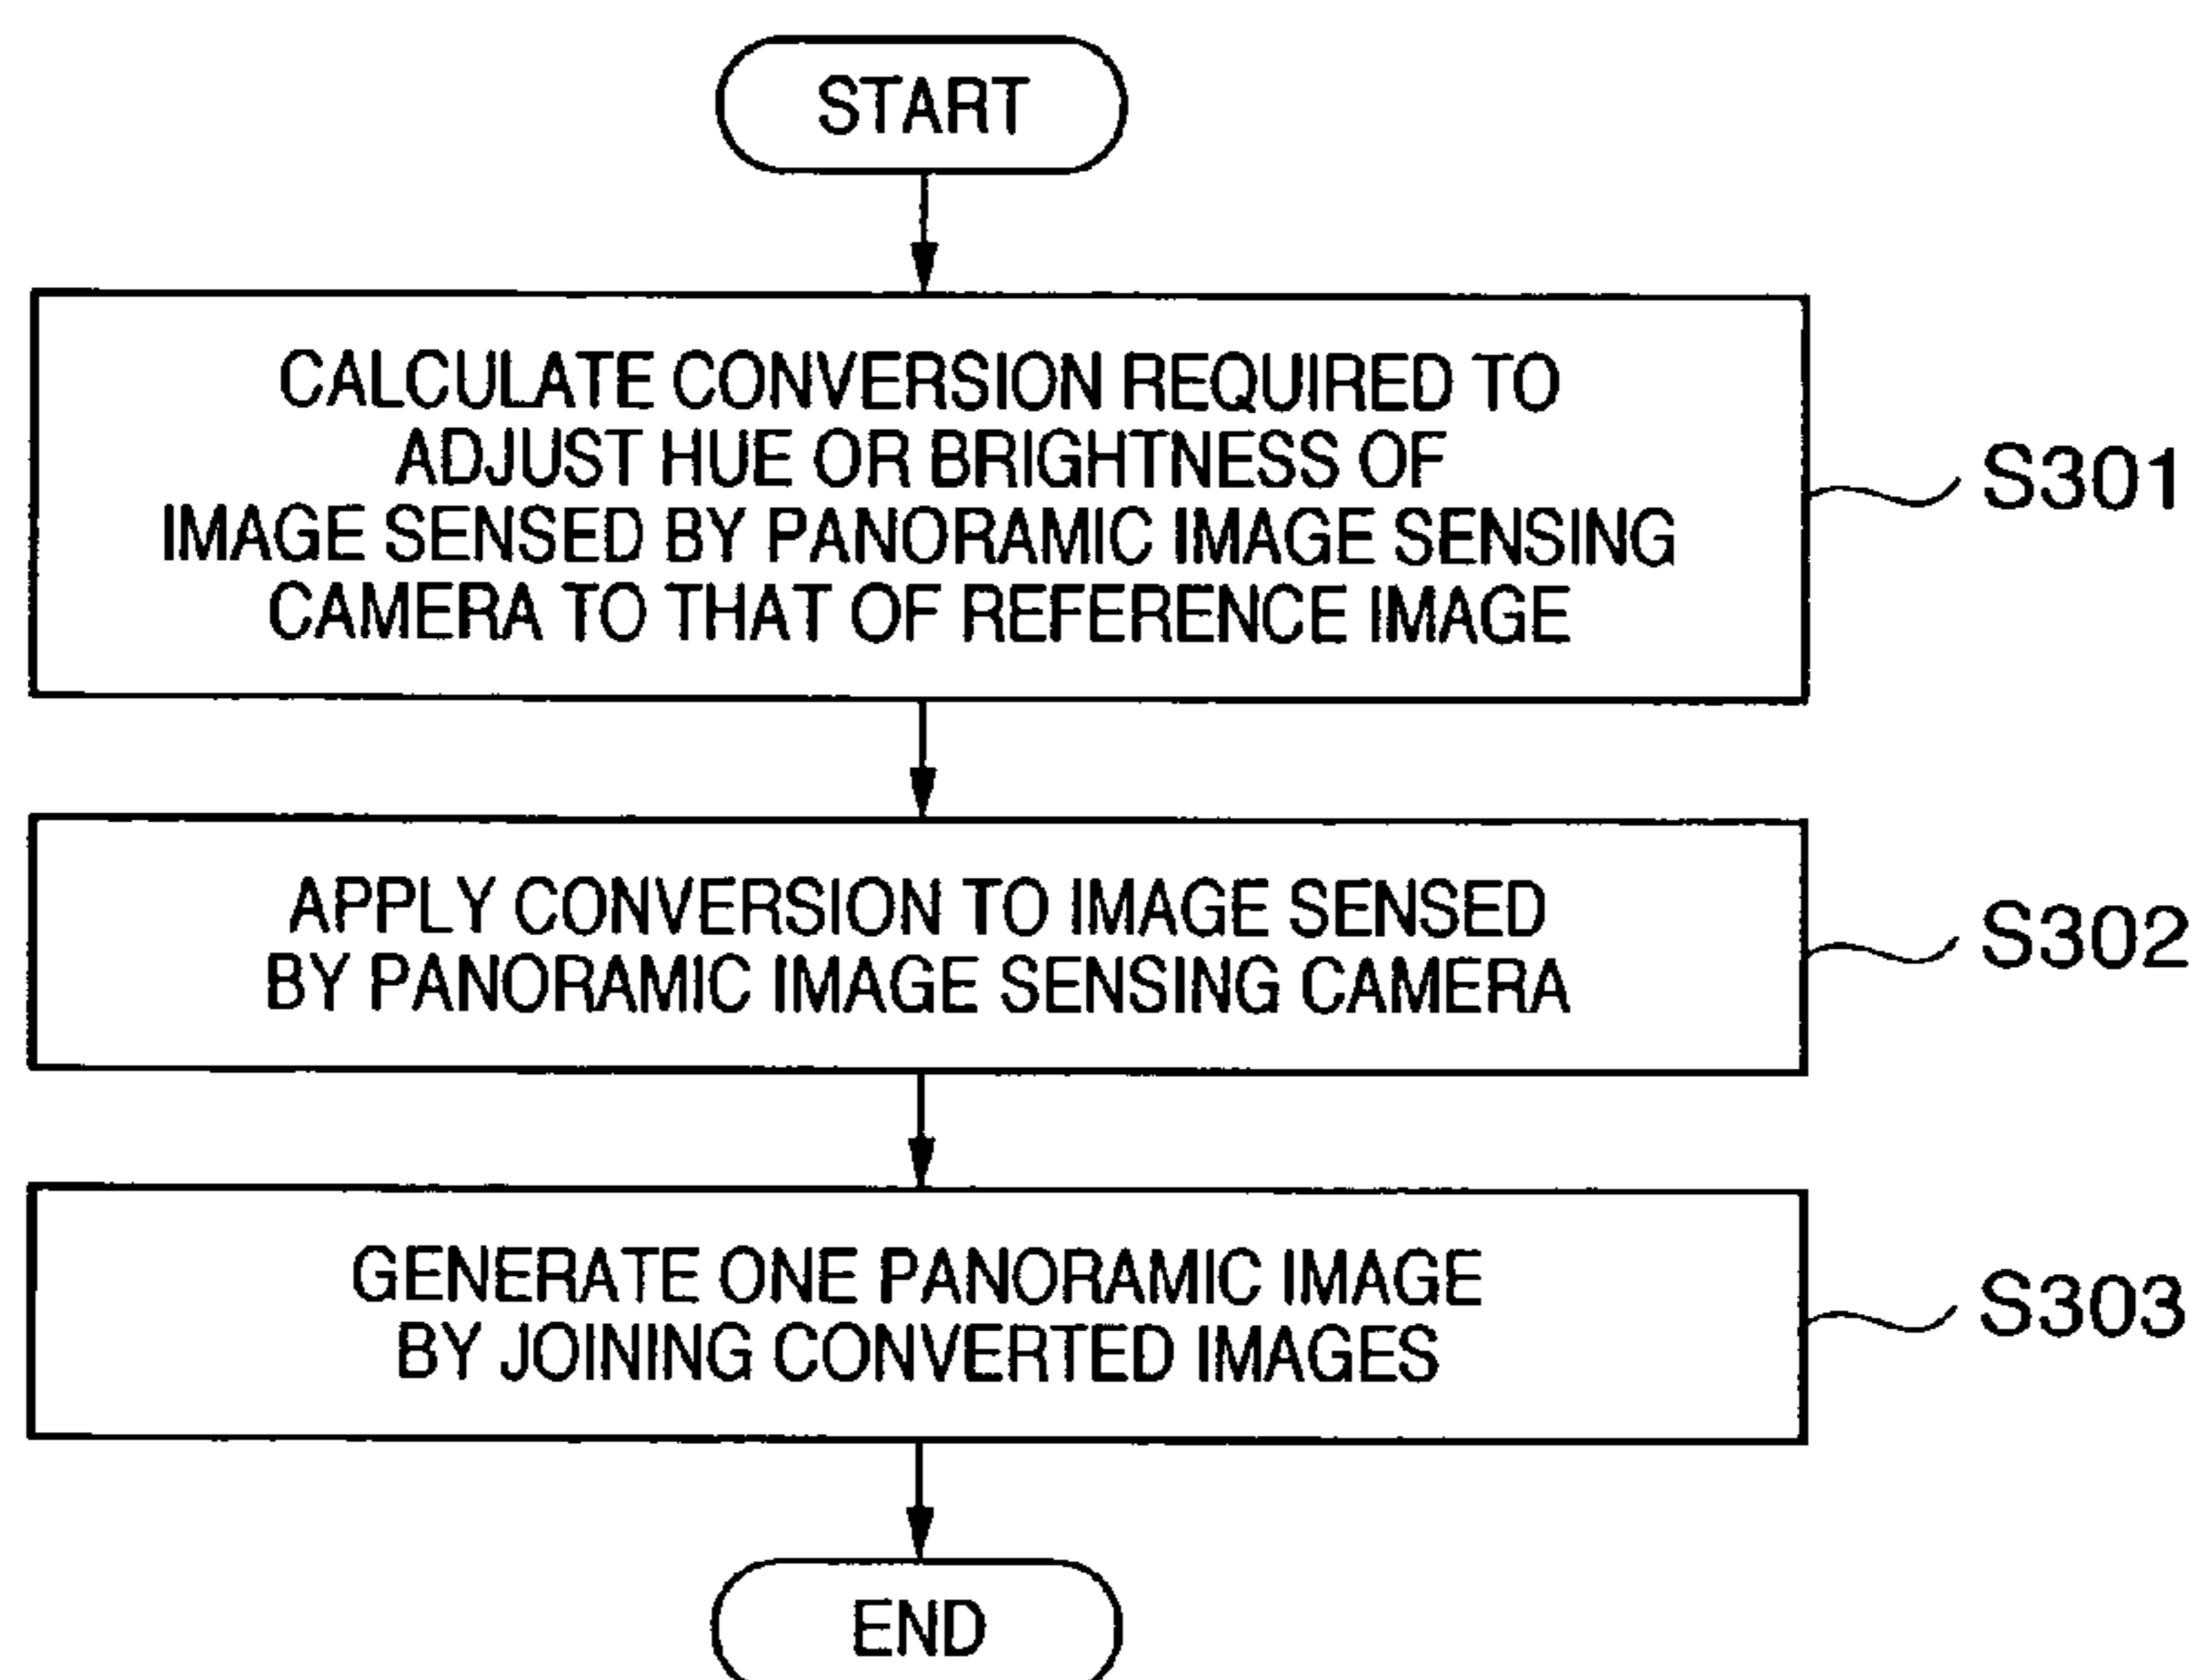 START
CALCULATE CONVERSION REQUIRED TO
ADJUST HUE OR BRIGHTNESS OF
IMAGE SENSED BY PANORAMIC IMAGE SENSING
CAMERA TO THAT OF REFERENCE IMAGE
S301
APPLY CONVERSION TO IMAGE SENSED
BY PANORAMIC IMAGE SENSING CAMERA
S302
GENERATE ONE PANORAMIC IMAGE
BY JOINING CONVERTED IMAGES
S303
END